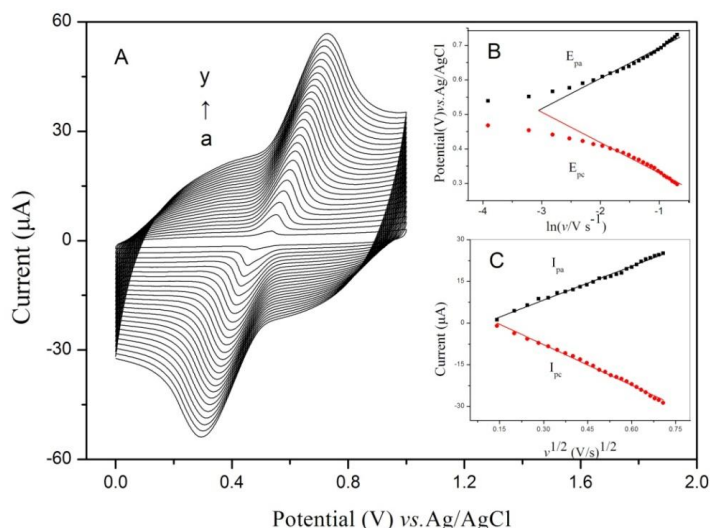 60
30
0
-30
-60
Current (μA)
A
y
↑
a
0.0 0.4 0.8 1.2 1.6 2.0
Potential (V) vs.Ag/AgCl
B
Potential(V)vs.Ag/AgCl
0.7
0.6
0.5
0.4
0.3
Epa
Epc
-4 -3 -2 -1
ln(v/V s-1)
C
Current (μA)
30
15
0
-15
-30
Ipa
Ipc
0.15 0.30 0.45 0.60 0.75
v1/2 (V/s)1/2